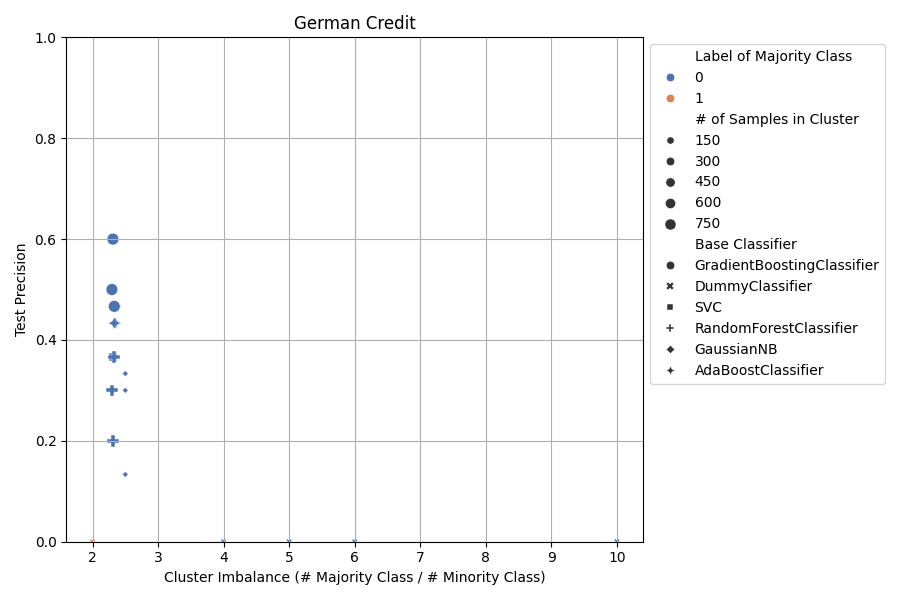 German Credit
1.0
0.8
0.6
0.4
0.2
0.0
Test Precision
2
3
4
5
6
7
8
9
10
Cluster Imbalance (# Majority Class / # Minority Class)
Label of Majority Class
0
1
# of Samples in Cluster
150
300
450
600
750
Base Classifier
GradientBoostingClassifier
DummyClassifier
SVC
RandomForestClassifier
GaussianNB
AdaBoostClassifier